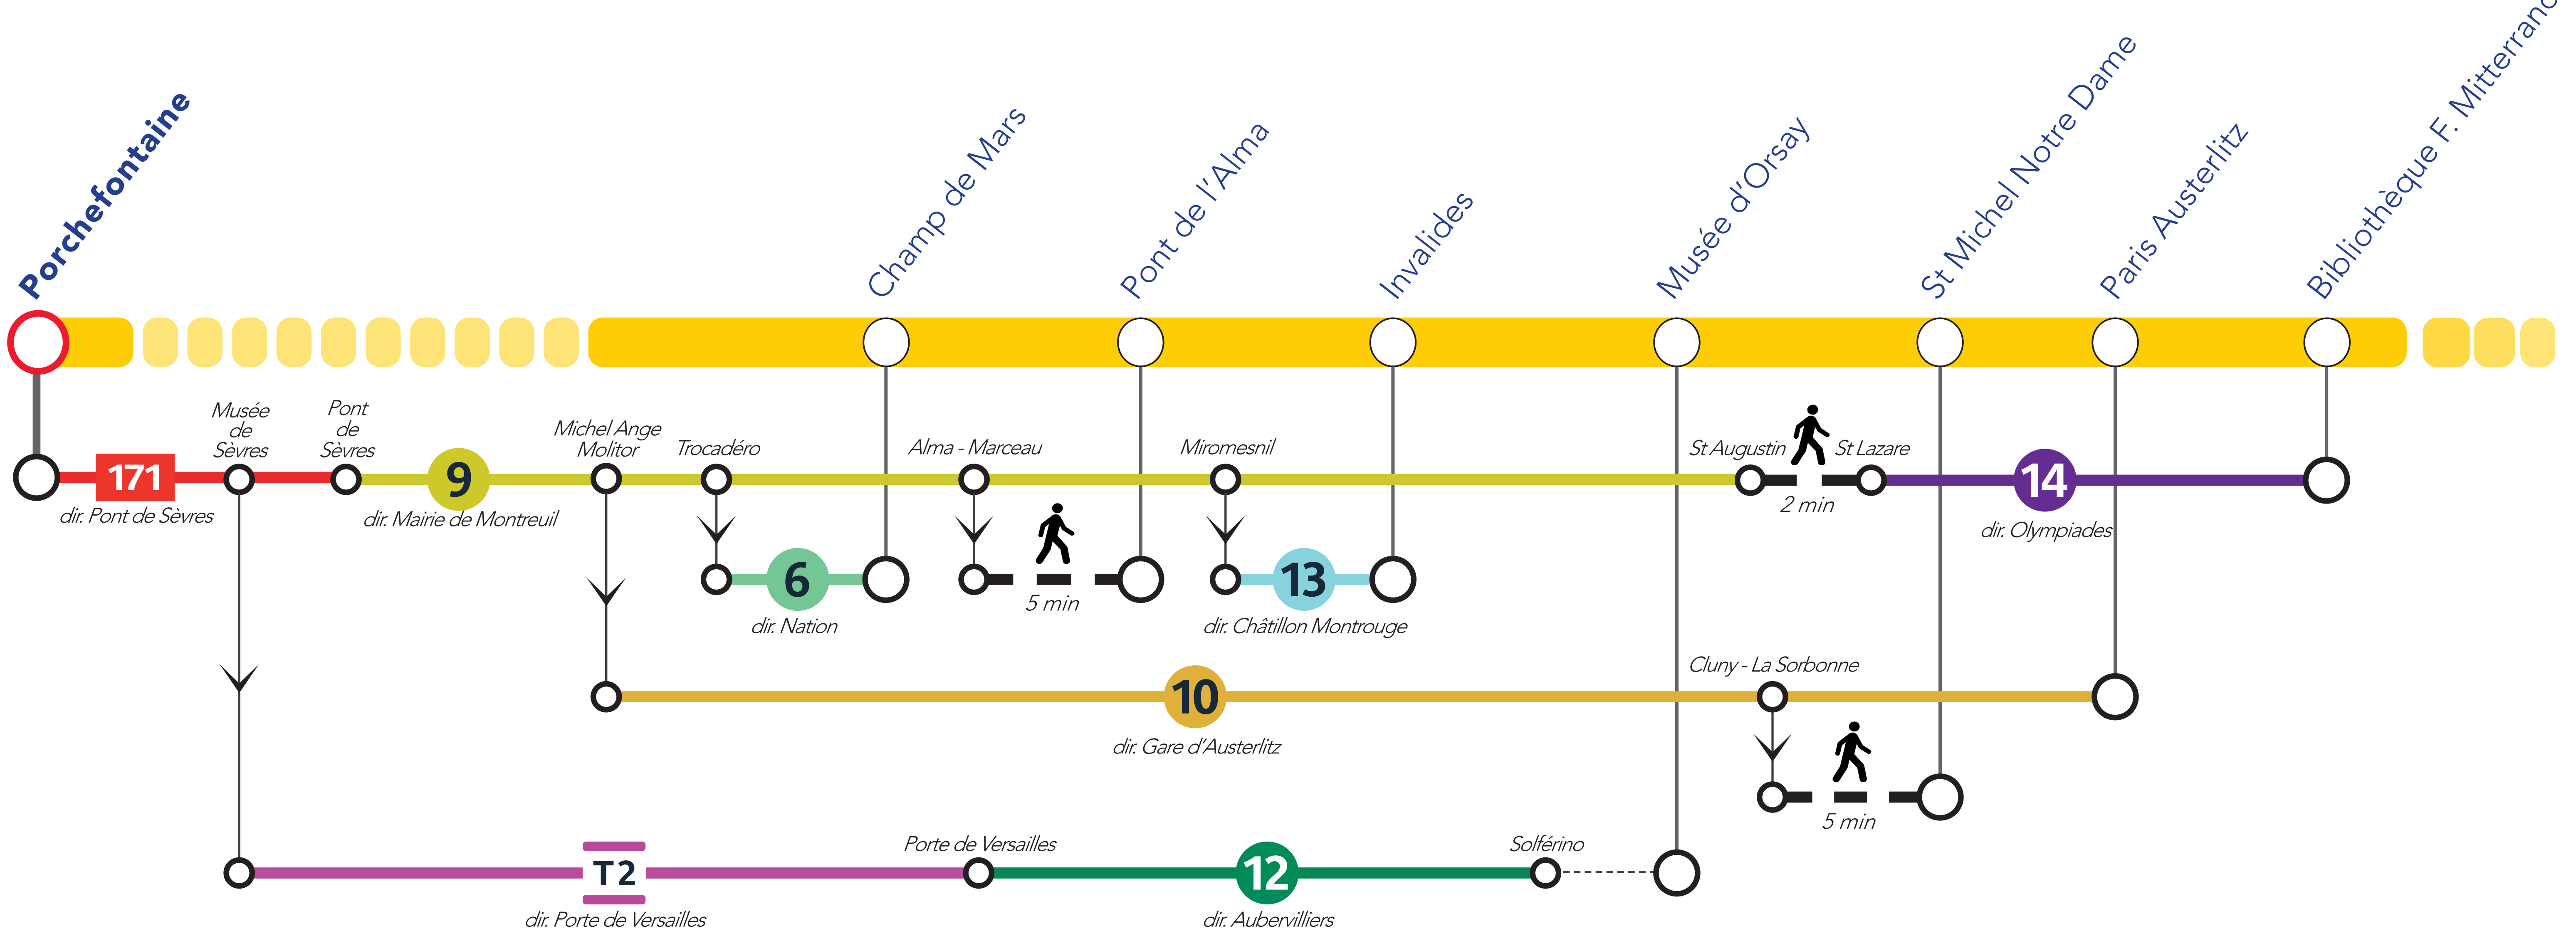 Porchefontaine
Champ de Mars
Pont de l'Alma
Invalides
Musée d'Orsay
St Michel Notre Dame
Paris Austerlitz
Bibliothèque F. Mitterrand
Musée
de
Sèvres
Pont
de
Sèvres
Michel Ange
Molitor
Trocadéro
Alma - Marceau
Miromesnil
St Augustin
St Lazare
171
9
14
dir. Pont de Sèvres
dir. Mairie de Montreuil
2 min
dir. Olympiades
6
5 min
13
dir. Nation
dir. Châtillon Montrouge
Cluny - La Sorbonne
10
dir. Gare d'Austerlitz
5 min
Porte de Versailles
Solférino
T2
12
dir. Porte de Versailles
dir. Aubervilliers